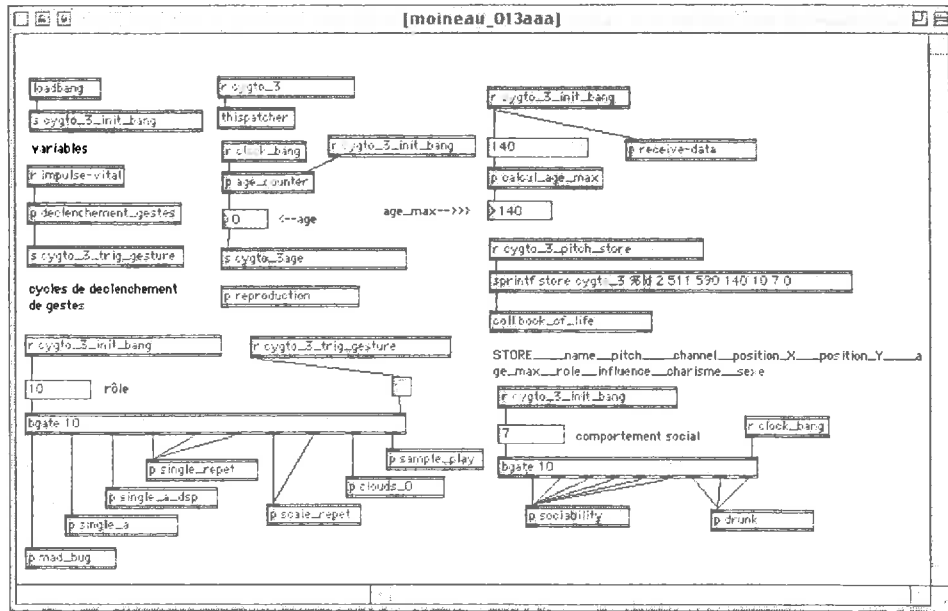 [moineau_013aaa]
loadbang
s cygto_3_init_bang
variables
r impulse-vital
p declenchement_gestes
s cygto_3_trig_gesture
cycles de declenchement
de gestes
r cygto_3
thispatcher
r clock_bang
r cygto_3_init_bang
p age_counter
0
<--age
s cygto_3age
p reproduction
r cygto_3_init_bang
140
p receive-data
p calcul_age_max
age_max-->>>
140
r cygto_3_pitch_store
sprintf store cygto_3 %ld 2 511 590 140 10 7 0
coll book_of_life
STORE____name__pitch____channel__position_X___position_Y____a
ge_max__role__influence__charisme__sexe
r cygto_3_init_bang
10
rôle
bgate 10
r cygto_3_trig_gesture
p single_repet
p sample_play
p single_a_dsp
p clouds_0
p single_a
p scale_repet
p mad_bug
r cygto_3_init_bang
7
comportement social
r clock_bang
bgate 10
p sociability
p drunk